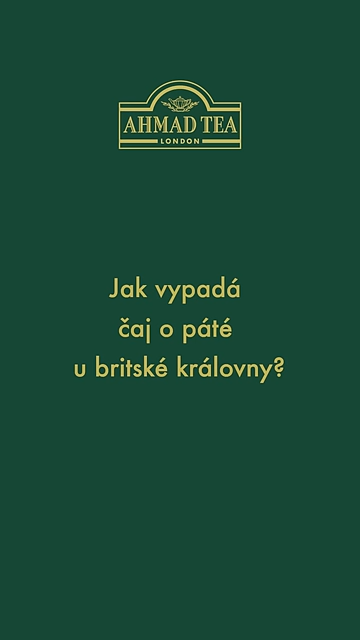 AHMAD TEA
LONDON
Jak vypadá
čaj o páté
u britské královny?